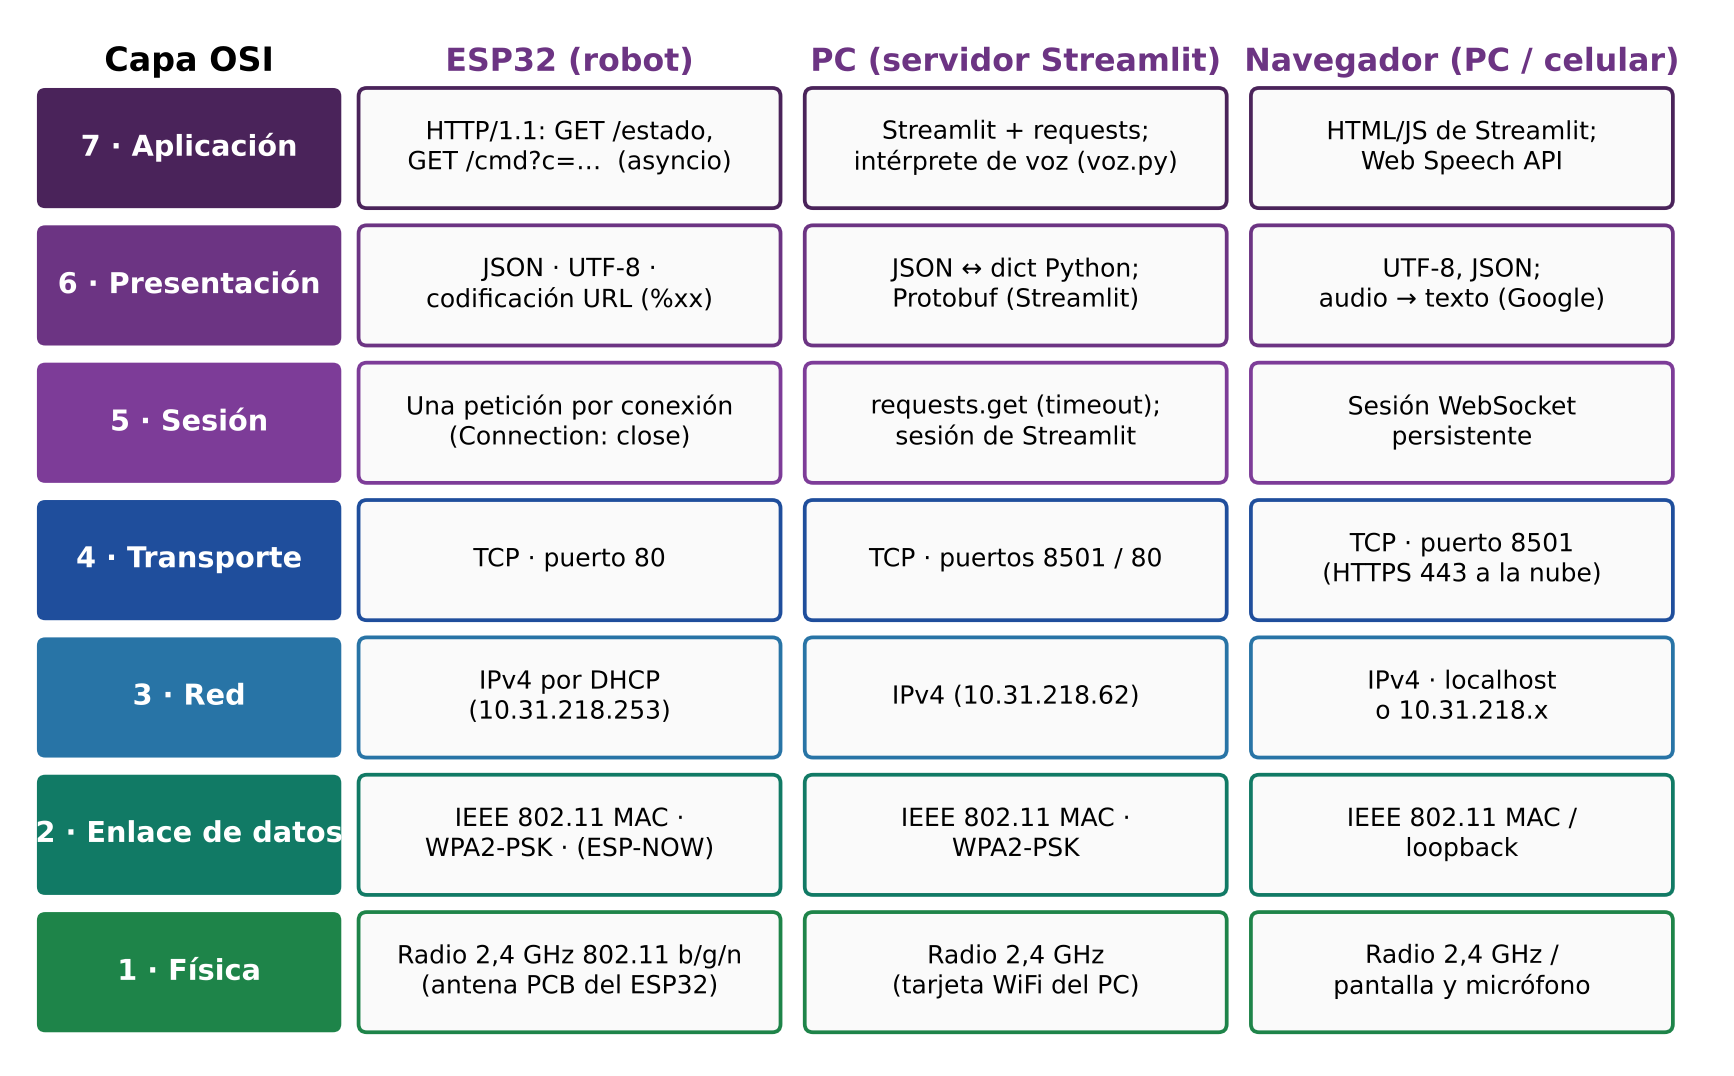 Capa OSI
ESP32 (robot)
PC (servidor Streamlit)
Navegador (PC / celular)
7 · Aplicación
HTTP/1.1: GET /estado,
GET /cmd?c=...  (asyncio)
Streamlit + requests;
intérprete de voz (voz.py)
HTML/JS de Streamlit;
Web Speech API
6 · Presentación
JSON · UTF-8 ·
codificación URL (%xx)
JSON ↔ dict Python;
Protobuf (Streamlit)
UTF-8, JSON;
audio → texto (Google)
5 · Sesión
Una petición por conexión
(Connection: close)
requests.get (timeout);
sesión de Streamlit
Sesión WebSocket
persistente
4 · Transporte
TCP · puerto 80
TCP · puertos 8501 / 80
TCP · puerto 8501
(HTTPS 443 a la nube)
3 · Red
IPv4 por DHCP
(10.31.218.253)
IPv4 (10.31.218.62)
IPv4 · localhost
o 10.31.218.x
2 · Enlace de datos
IEEE 802.11 MAC ·
WPA2-PSK · (ESP-NOW)
IEEE 802.11 MAC ·
WPA2-PSK
IEEE 802.11 MAC /
loopback
1 · Física
Radio 2,4 GHz 802.11 b/g/n
(antena PCB del ESP32)
Radio 2,4 GHz
(tarjeta WiFi del PC)
Radio 2,4 GHz /
pantalla y micrófono